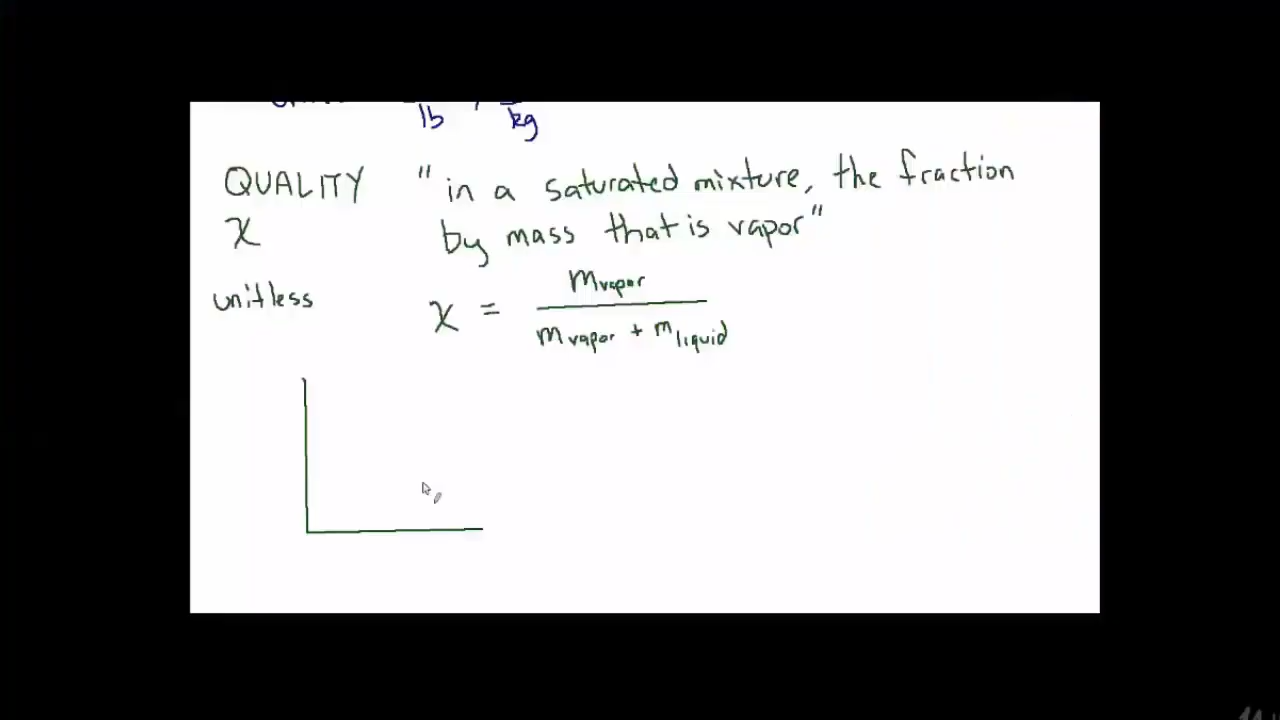 lb , kg
QUALITY "in a saturated mixture, the fraction
x by mass that is vapor"
unitless x = mvapor / mvapor + mliquid